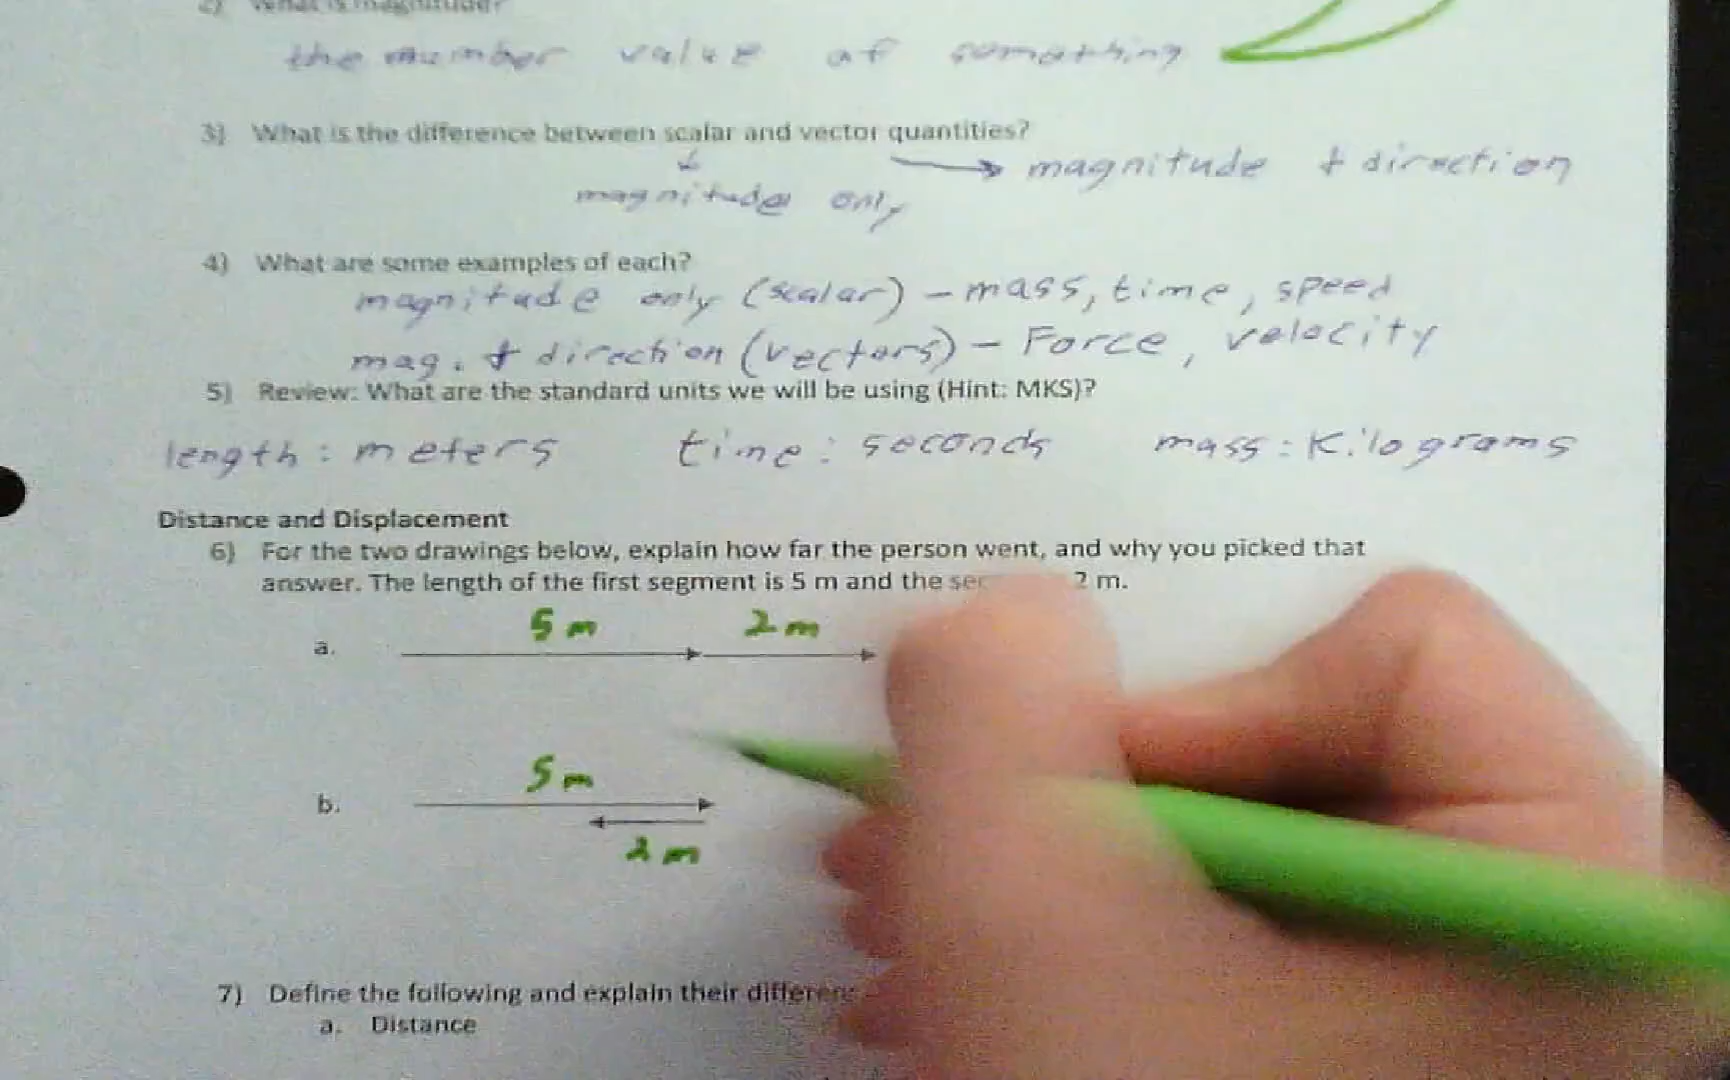 2) What is magnitude?
the number value of something
3) What is the difference between scalar and vector quantities?
→ magnitude + direction
magnitude only
4) What are some examples of each?
magnitude only (scalar) - mass, time, speed
mag. + direction (vectors) - Force, velocity
5) Review: What are the standard units we will be using (Hint: MKS)?
length: meters time: seconds mass: Kilograms
Distance and Displacement
6) For the two drawings below, explain how far the person went, and why you picked that
answer. The length of the first segment is 5 m and the 2 m.
5 m 2 m
a.
5 m
b.
2 m
7) Define the following and explain their
a. Distance